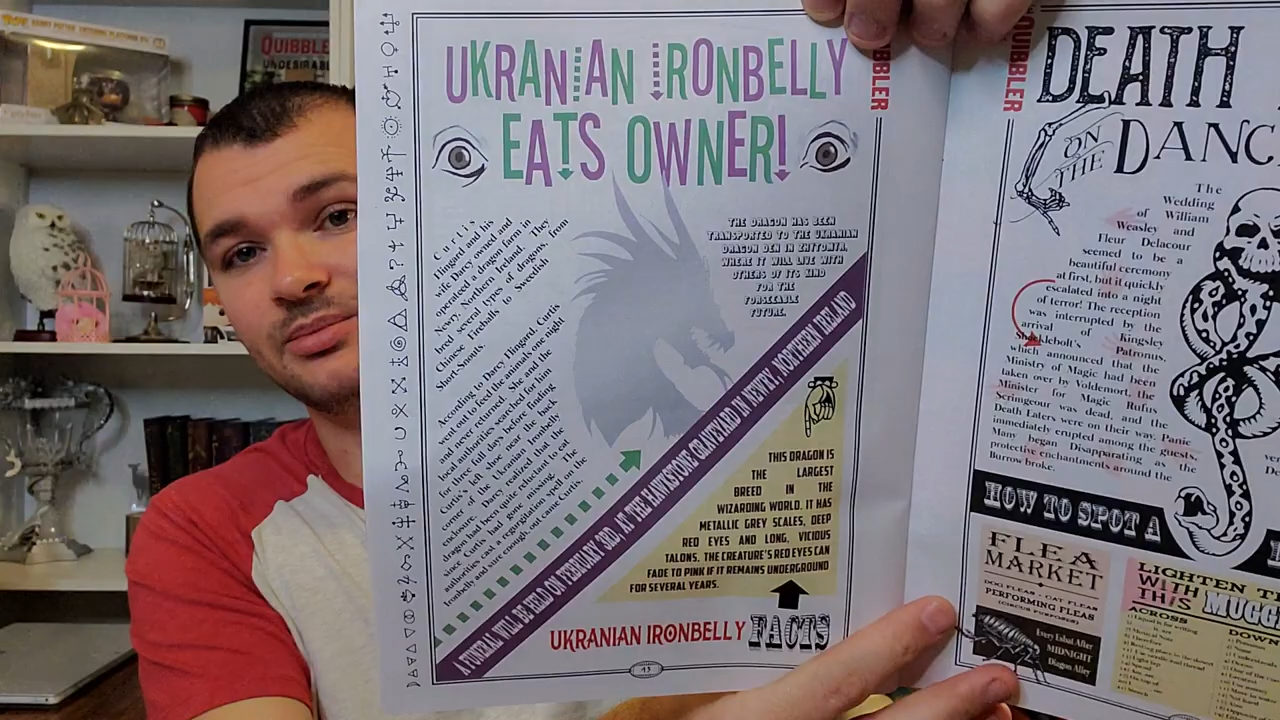 QUIBBLE
UNDESIRABL
UKRANIAN IRONBELLY
EATS OWNER!
Curtis
Hingard and his
wife Darcy owned and
operated a dragon farm in
Newry, Northern Ireland. They
bred several types of dragons, from
Chinese Fireballs to Sweedish
Short-Snouts.
According to Darcy Hingard, Curtis
went out to feed the animals one night
and never returned. She and the
local authorities searched for him
for three full days before finding
Curtis's left shoe near the back
corner of the Ukranian Ironbelly
enclosure. Darcy realized that the
dragon had been quite reluctant to eat
since Curtis had gone missing. The
authorities cast a regurgitation spell on the
Ironbelly and sure enough, out came Curtis.
THE DRAGON HAS BEEN
TRANSPORTED TO THE UKRANIAN
DRAGON DEN IN
WHERE IT WILL LIVE WITH
OTHERS OF ITS KIND
FOR THE
FORSEEABLE
FUTURE.
A FUNERAL WILL BE HELD ON FEBRUARY 3RD, AT THE HAWKSTONE GRAVEYARD IN NEWRY, NORTHERN IRELAND
THIS DRAGON IS
THE LARGEST
BREED IN THE
WIZARDING WORLD. IT HAS
METALLIC GREY SCALES, DEEP
RED EYES AND LONG, VICIOUS
TALONS. THE CREATURE'S RED EYES CAN
FADE TO PINK IF IT REMAINS UNDERGROUND
FOR SEVERAL YEARS.
UKRANIAN IRONBELLY FACTS
13
UIBBLER
QUIBBLER
DEATH
ON THE DANC
The
Wedding
of William
Weasley and
Fleur Delacour
seemed to be a
beautiful ceremony
at first, but it quickly
escalated into a night
of terror! The reception
was interrupted by the
arrival of Kingsley
Shacklebolt's Patronus,
which announced that the
Ministry of Magic had been
taken over by Voldemort, the
Minister for Magic Rufus
Scrimgeour was dead, and the
Death Eaters were on their way. Panic
immediately erupted among the guests.
Many began Disapparating as the
protective enchantments around the
Burrow broke.
HOW TO SPOT A
FLEA
MARKET
DOG FLEAS - CAT FLEAS
PERFORMING FLEAS
(CIRCUS PURPOSES)
Every Esbat After
MIDNIGHT
Diagon Alley
LIGHTEN
WITH
THIS MUGG
ACROSS
DOWN